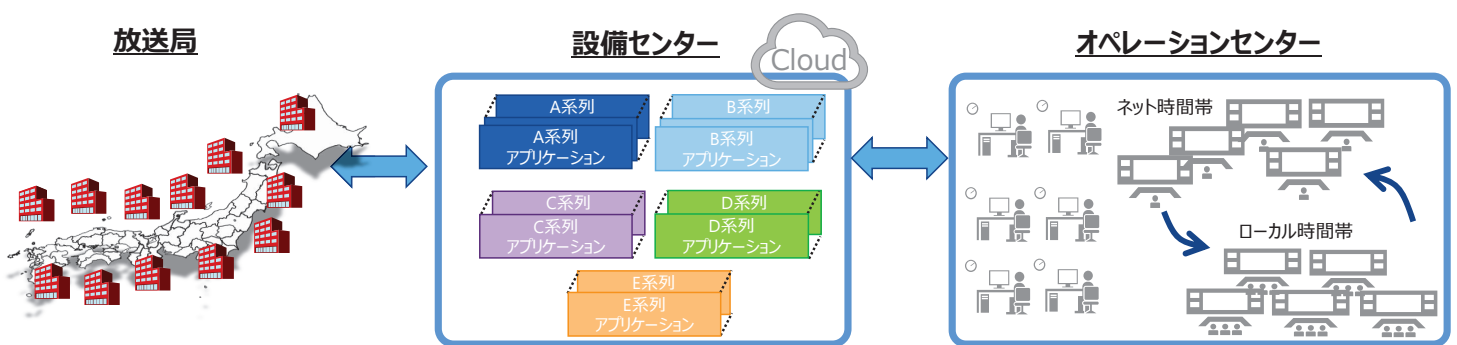 放送局
設備センター
Cloud
オペレーションセンター
A系列
A系列
アプリケーション
B系列
B系列
アプリケーション
C系列
C系列
アプリケーション
D系列
D系列
アプリケーション
E系列
E系列
アプリケーション
ネット時間帯
ローカル時間帯